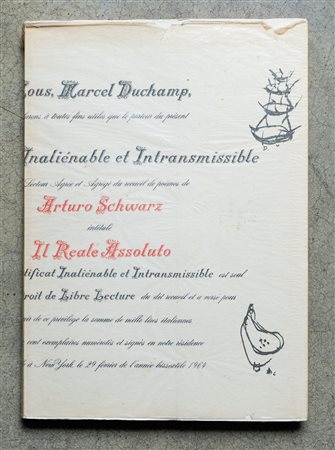 ous, Marcel Duchamp,
larons à toutes fins utiles que le porteur du présent
Inaliénable et Intransmissible
Lecteur Agréé et Agrégé du recueil de poèmes de
Arturo Schwarz
intitulé
Il Reale Assoluto
tificat Inaliénable et Intransmissible est seul
Droit de Libre Lecture du dit recueil et a versé pour
de ce privilège la somme de mille lires italiennes
cent exemplaires numérotés et signés en notre résidence
à New York, le 29 février de l'année bissextile 1964